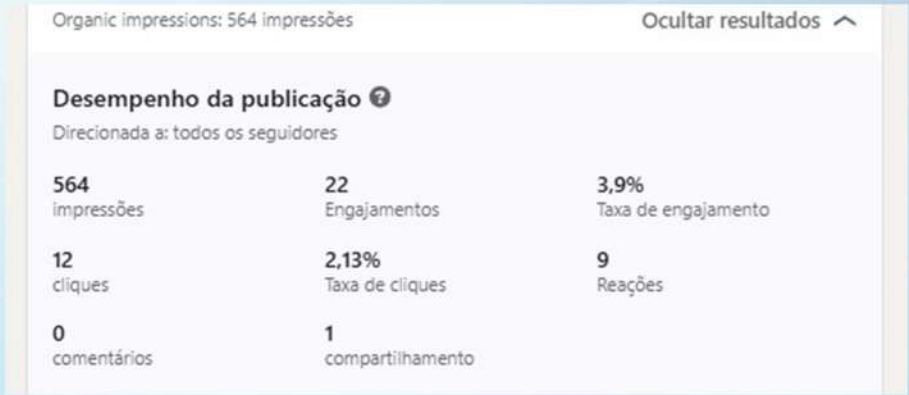 Organic impressions: 564 impressões
Ocultar resultados
Desempenho da publicação
Direcionada a: todos os seguidores
564
impressões
22
Engajamentos
3,9%
Taxa de engajamento
12
cliques
2,13%
Taxa de cliques
9
Reações
0
comentários
1
compartilhamento